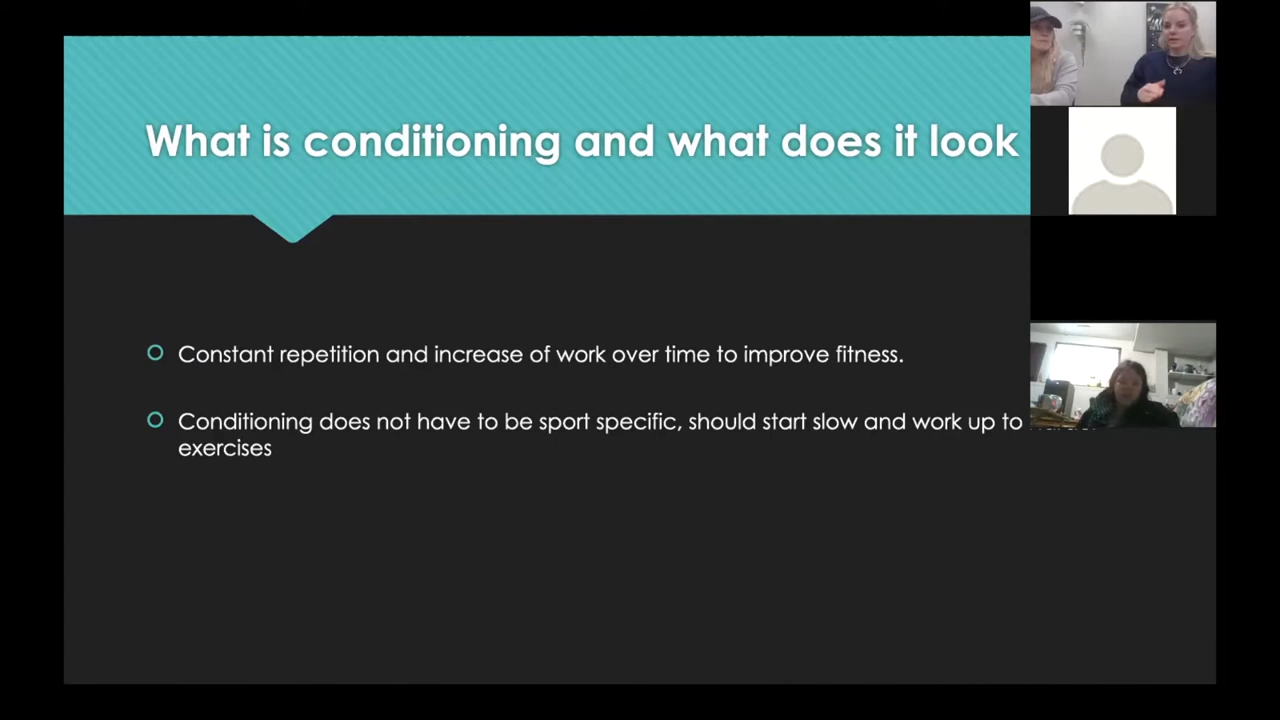 What is conditioning and what does it look
Constant repetition and increase of work over time to improve fitness.
Conditioning does not have to be sport specific, should start slow and work up to
exercises